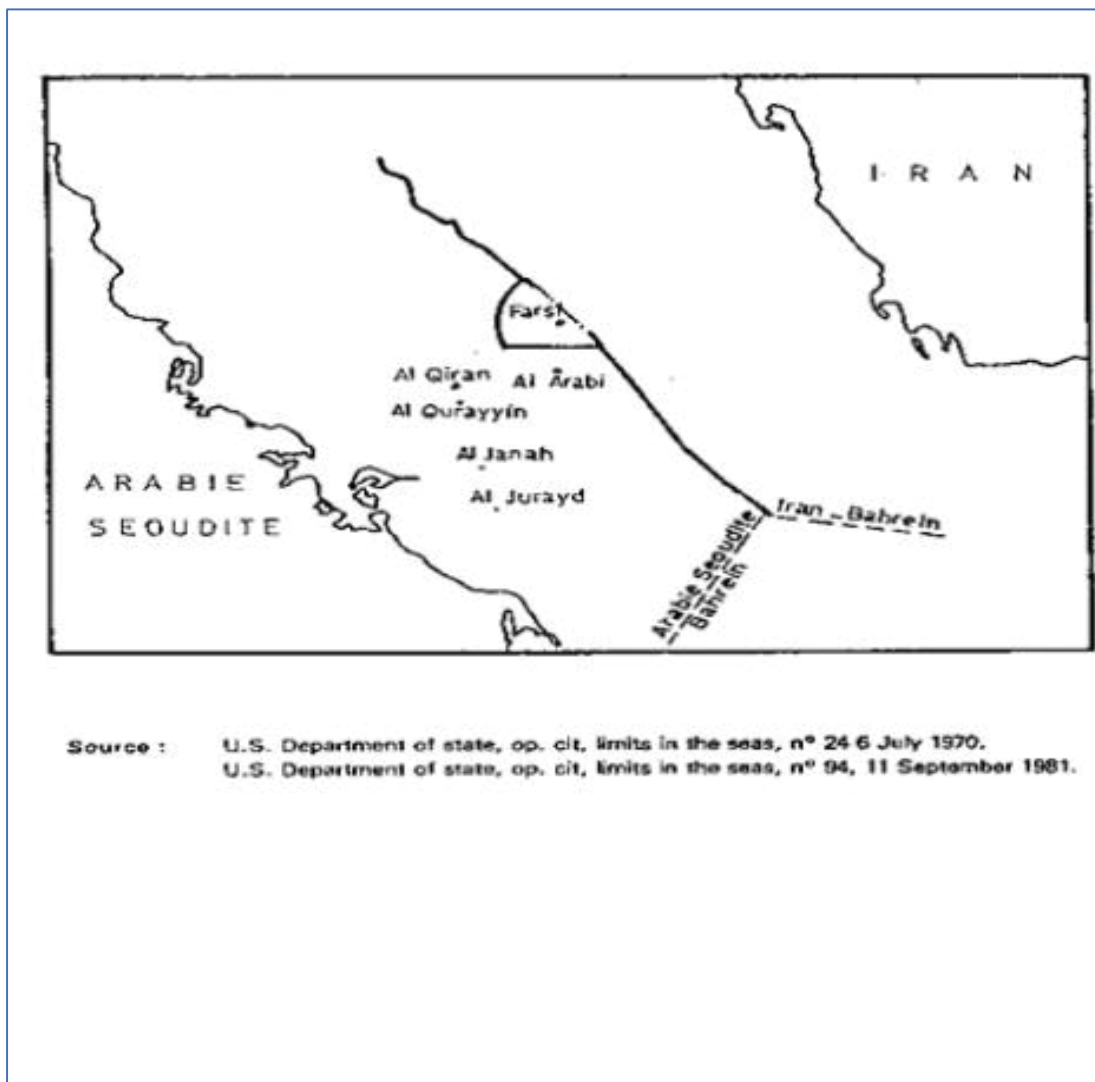 I R A N
Farsi
Al Qiran
Al Arabi
Al Qurayyin
Al Janah
Al Jurayd
ARABIE
SEOUDITE
Iran - Bahrein
Arabie Seoudite
Bahrein
Source : U.S. Department of state, op. cit, limits in the seas, n° 24 6 July 1970.
U.S. Department of state, op. cit, limits in the seas, n° 94, 11 September 1981.